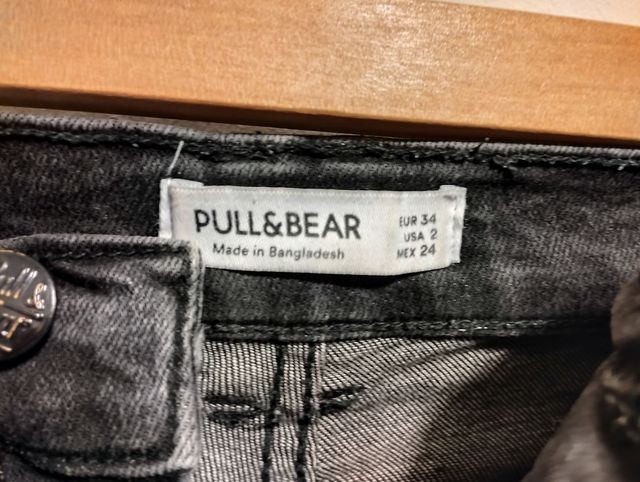 PULL&BEAR
Made in Bangladesh
EUR 34
USA 2
MEX 24